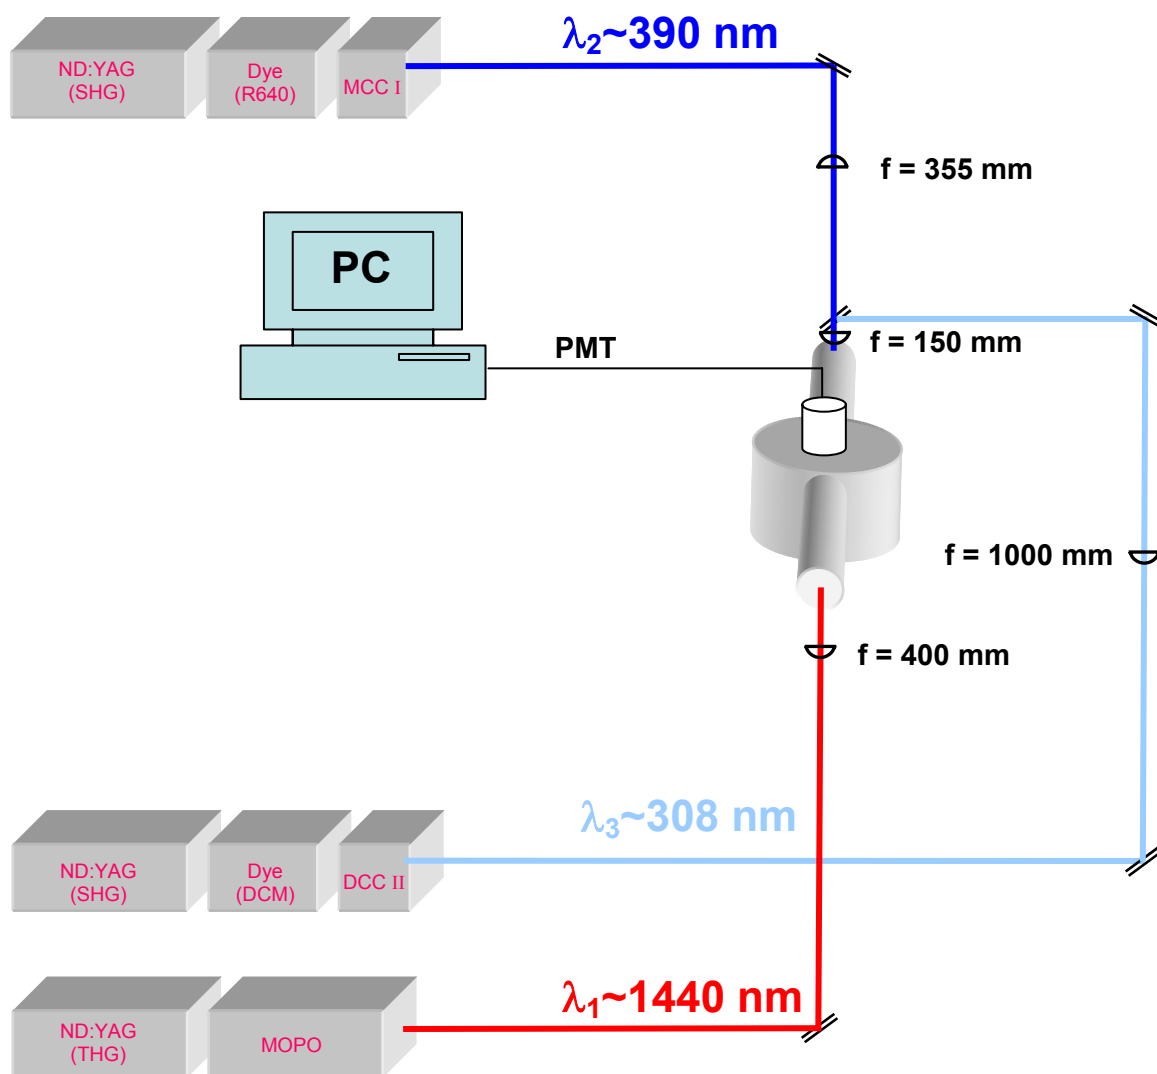 λ₂~390 nm
ND:YAG
(SHG)
Dye
(R640)
MCC I
f = 355 mm
PC
PMT
f = 150 mm
f = 1000 mm
f = 400 mm
λ₃~308 nm
ND:YAG
(SHG)
Dye
(DCM)
DCC II
λ₁~1440 nm
ND:YAG
(THG)
MOPO